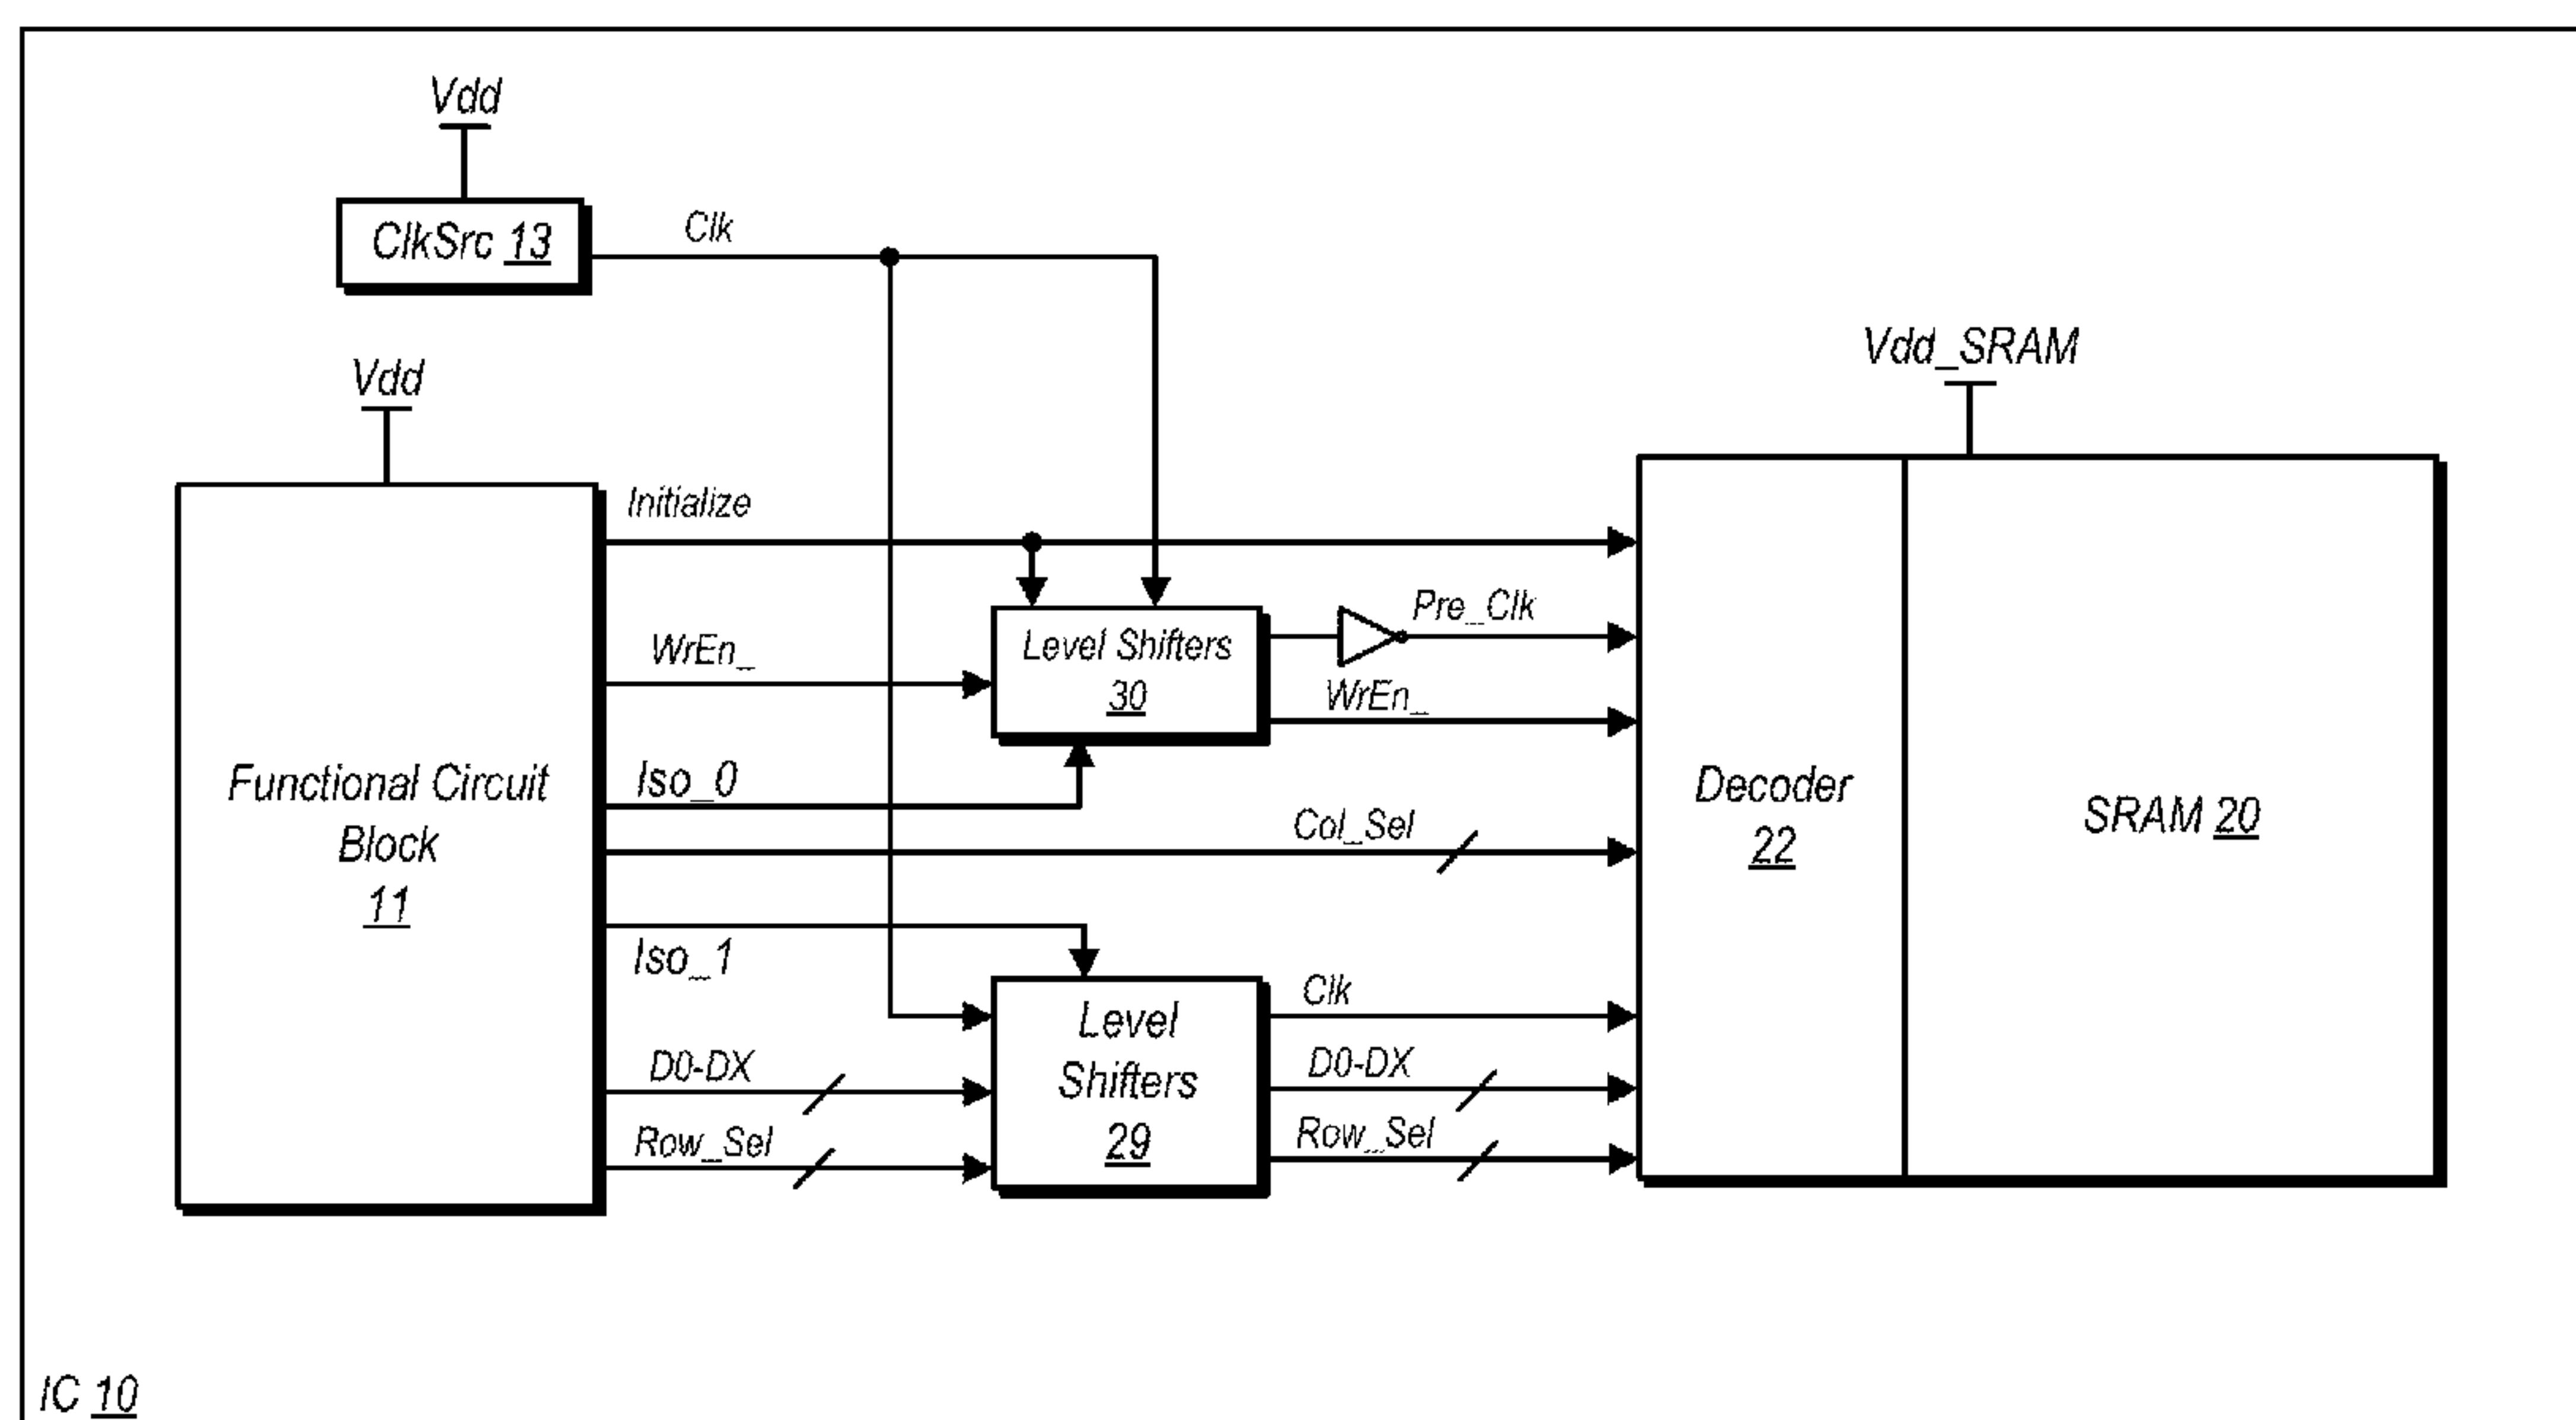 Vdd
ClkSrc 13
Clk
Vdd
Vdd_SRAM
Initialize
Pre_Clk
WrEn_
Level Shifters
30
WrEn_
Functional Circuit
Block
11
Iso_0
Col_Sel
Decoder
22
SRAM 20
Iso_1
Clk
Level
Shifters
29
D0-DX
D0-DX
Row_Sel
Row_Sel
IC 10